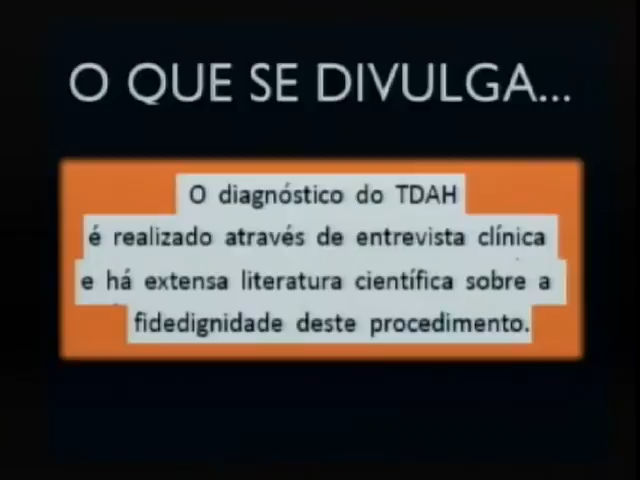 O QUE SE DIVULGA...
O diagnóstico do TDAH
é realizado através de entrevista clínica
e há extensa literatura científica sobre a
fidedignidade deste procedimento.